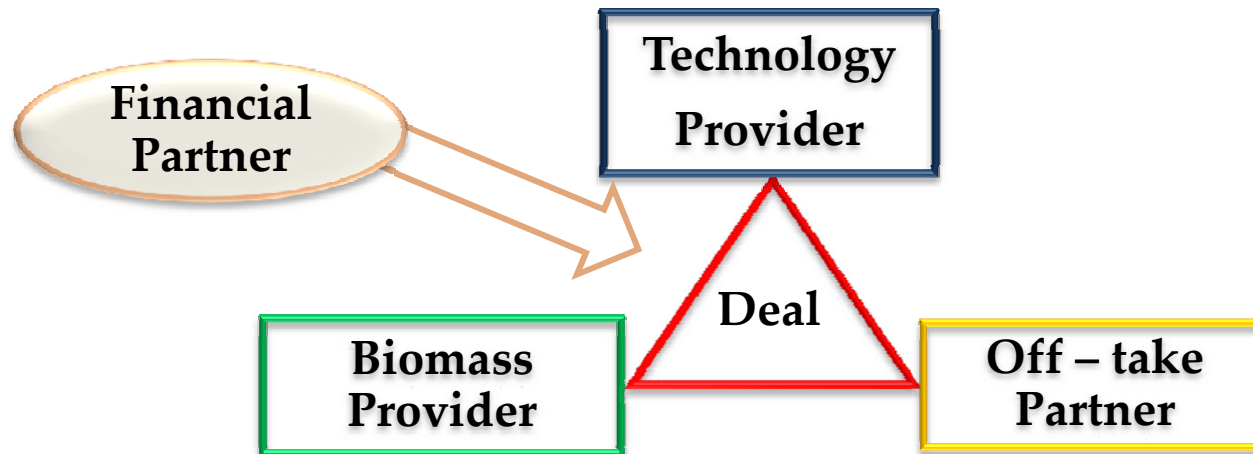 Technology
Provider
Financial
Partner
Deal
Biomass
Provider
Off – take
Partner